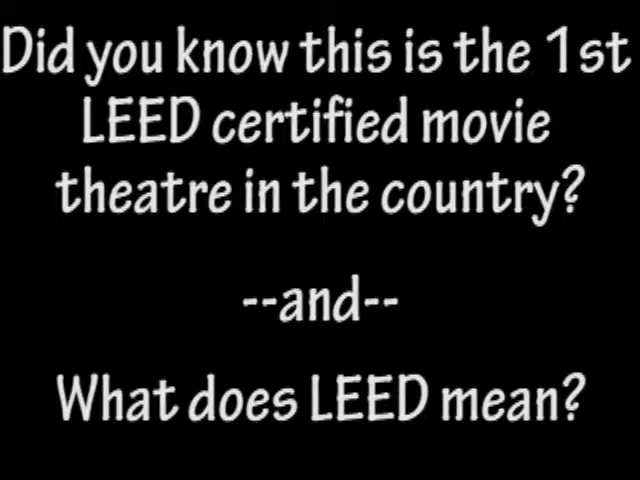 Did you know this is the 1st
LEED certified movie
theatre in the country?
--and--
What does LEED mean?